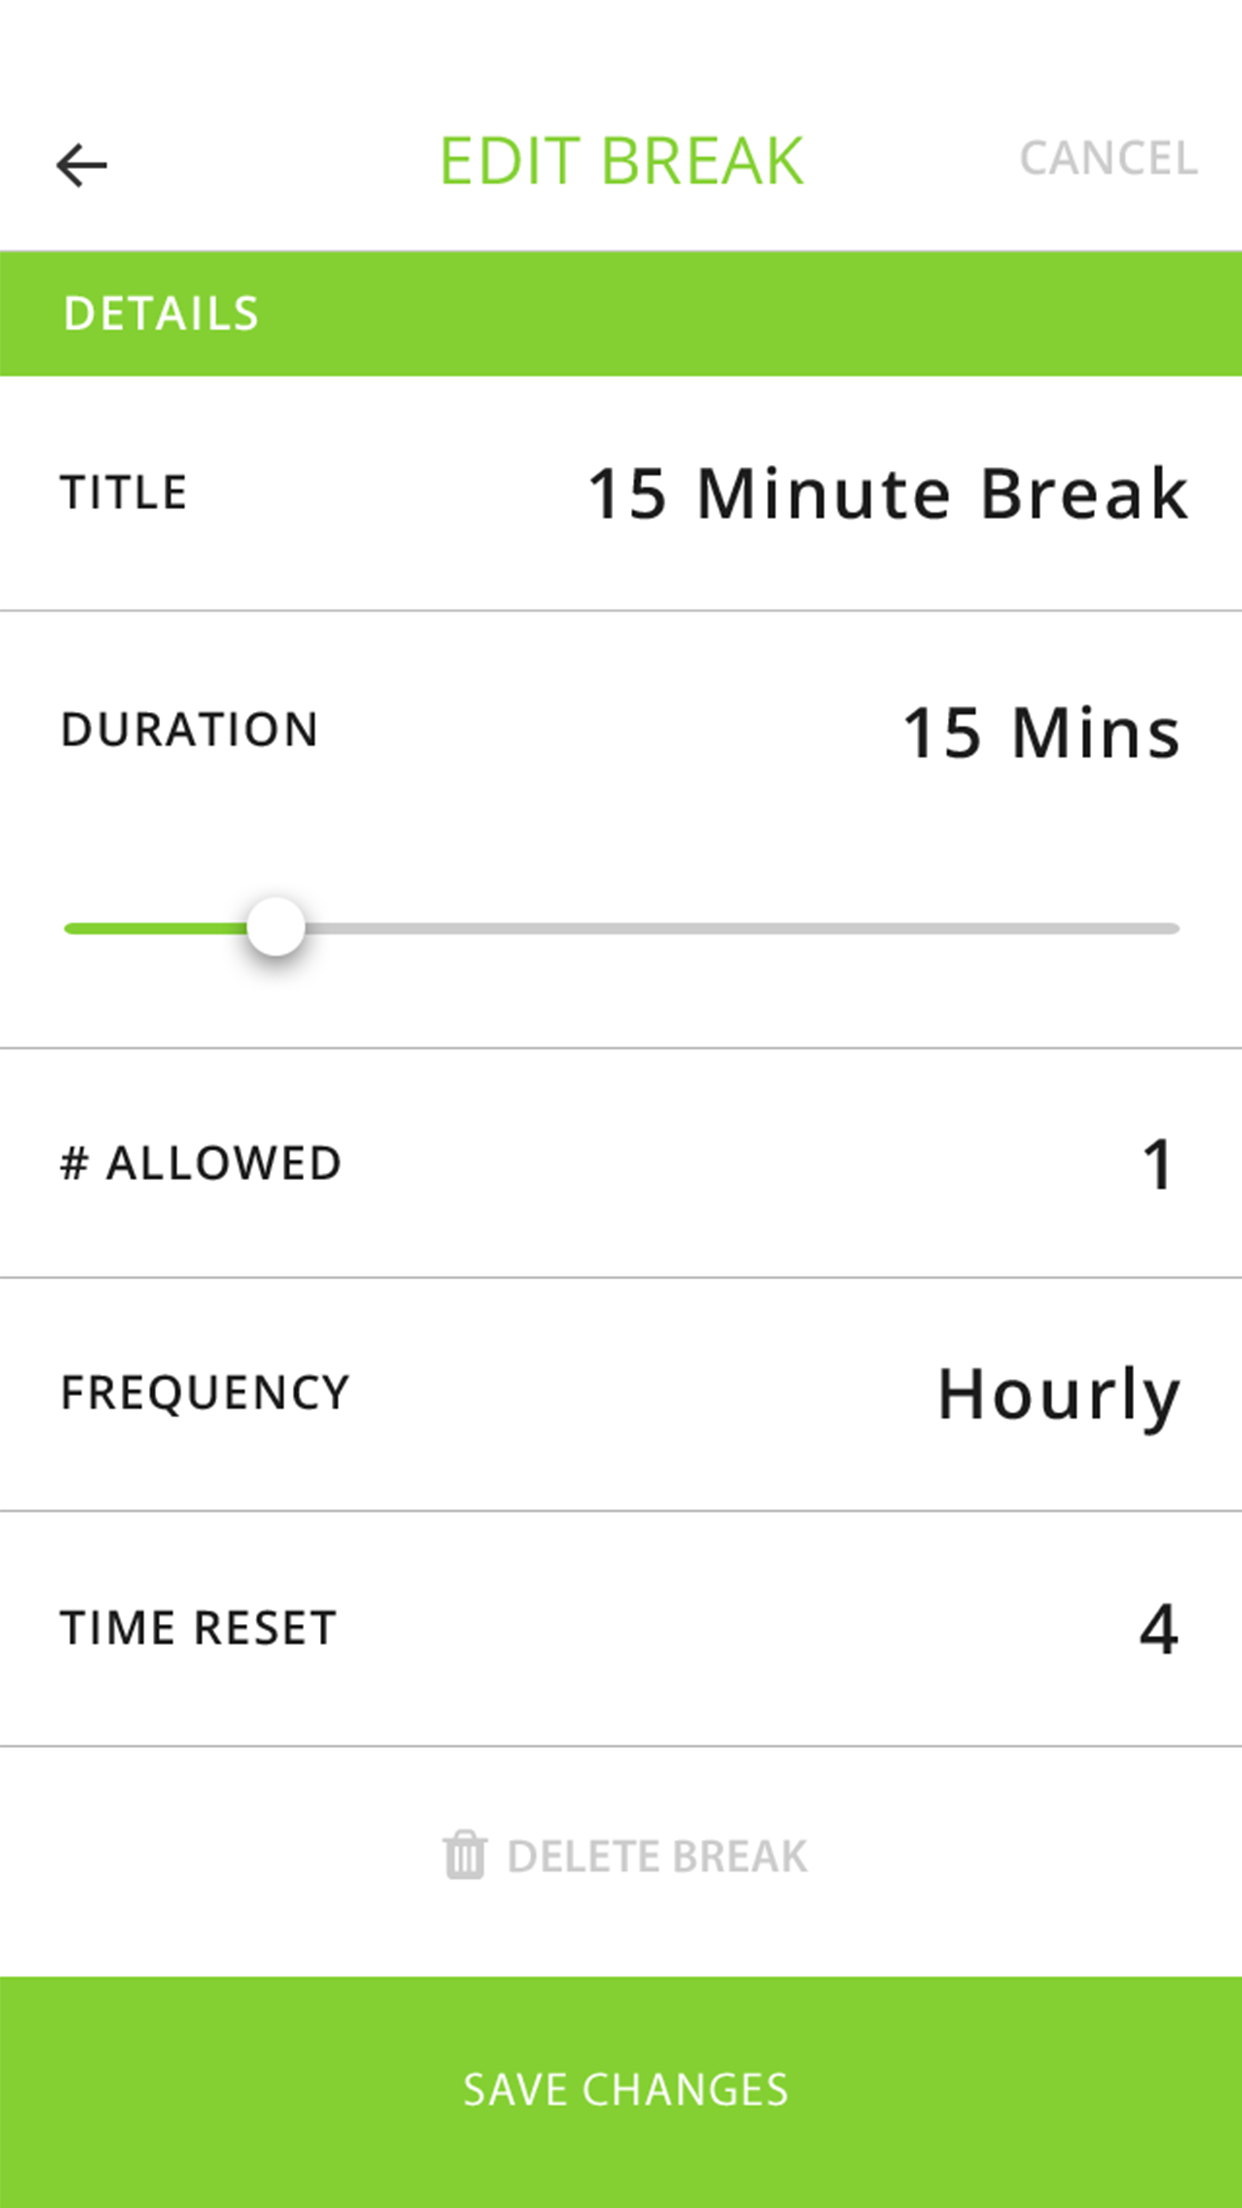 EDIT BREAK
CANCEL
DETAILS
TITLE
15 Minute Break
DURATION
15 Mins
# ALLOWED
1
FREQUENCY
Hourly
TIME RESET
4
DELETE BREAK
SAVE CHANGES